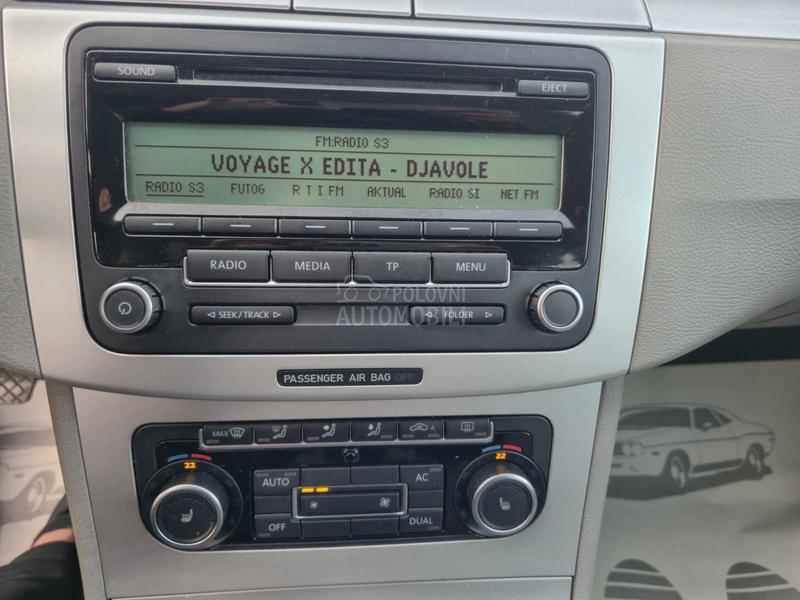 SOUND
EJECT
FM:RADIO S3
VOYAGE X EDITA - DJAVOLE
RADIO S3 FUTOG R T I FM AKTUAL RADIO SI NET FM
RADIO MEDIA TP MENU
POLOVNI
AUTOMOBILI
SEEK/TRACK FOLDER
PASSENGER AIR BAG OFF
MAX A
22 22
AUTO AC
OFF DUAL